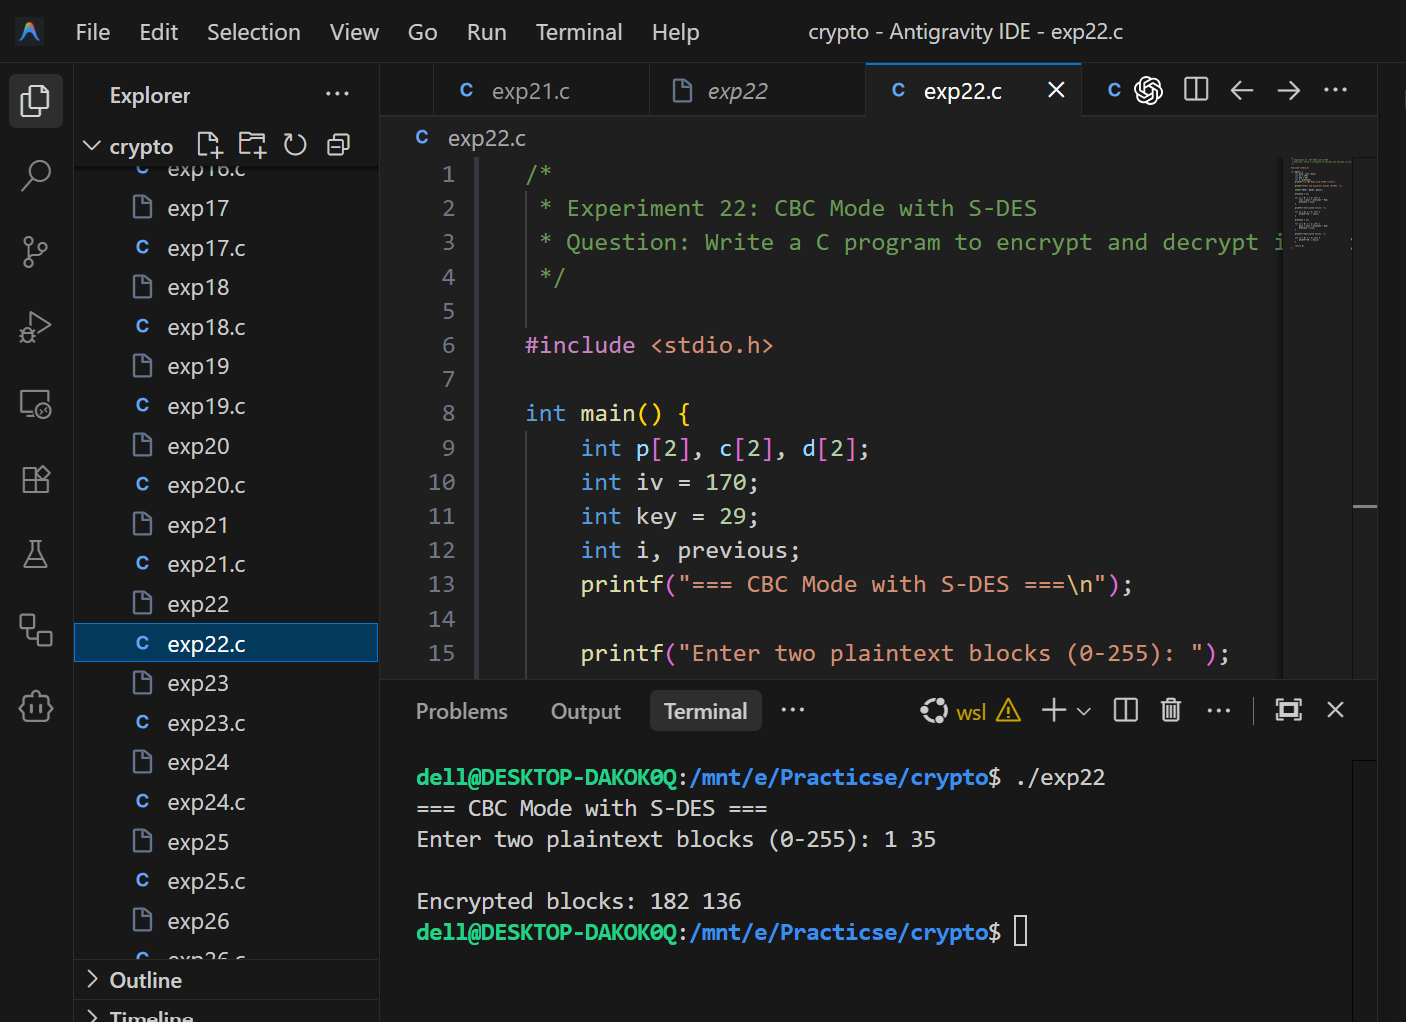 File Edit Selection View Go Run Terminal Help
crypto - Antigravity IDE - exp22.c
Explorer
crypto
exp16.c
exp17
exp17.c
exp18
exp18.c
exp19
exp19.c
exp20
exp20.c
exp21
exp21.c
exp22
exp22.c
exp23
exp23.c
exp24
exp24.c
exp25
exp25.c
exp26
exp26.c
Outline
Timeline
C exp21.c
exp22
C exp22.c
C
C exp22.c
1 /*
2 * Experiment 22: CBC Mode with S-DES
3 * Question: Write a C program to encrypt and decrypt i
4 */
5
6 #include <stdio.h>
7
8 int main() {
9 int p[2], c[2], d[2];
10 int iv = 170;
11 int key = 29;
12 int i, previous;
13 printf("=== CBC Mode with S-DES ===\n");
14
15 printf("Enter two plaintext blocks (0-255): ");
Problems Output Terminal
wsl
dell@DESKTOP-DAKOK0Q:/mnt/e/Practicse/crypto$ ./exp22
=== CBC Mode with S-DES ===
Enter two plaintext blocks (0-255): 1 35
Encrypted blocks: 182 136
dell@DESKTOP-DAKOK0Q:/mnt/e/Practicse/crypto$